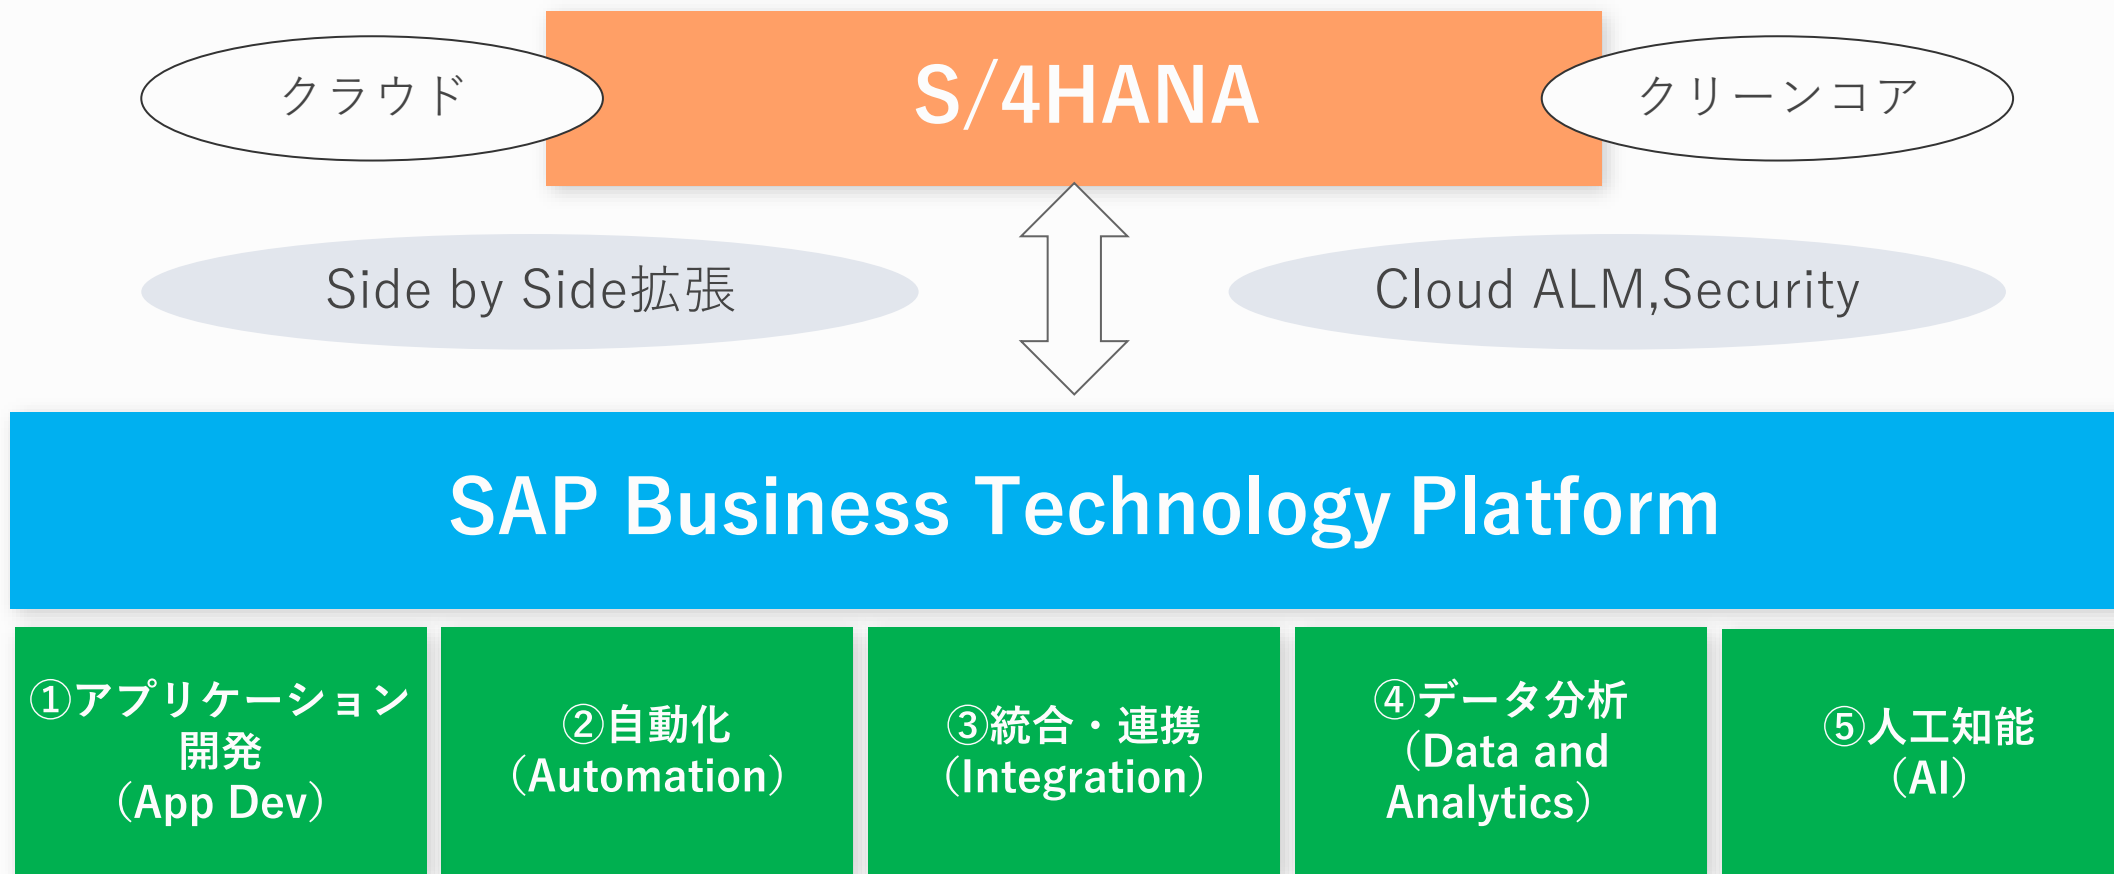 クラウド
S/4HANA
クリーンコア
Side by Side拡張
Cloud ALM,Security
SAP Business Technology Platform
①アプリケーション
開発
（App Dev）
②自動化
（Automation）
③統合・連携
（Integration）
④データ分析
（Data and
Analytics）
⑤人工知能
（AI）